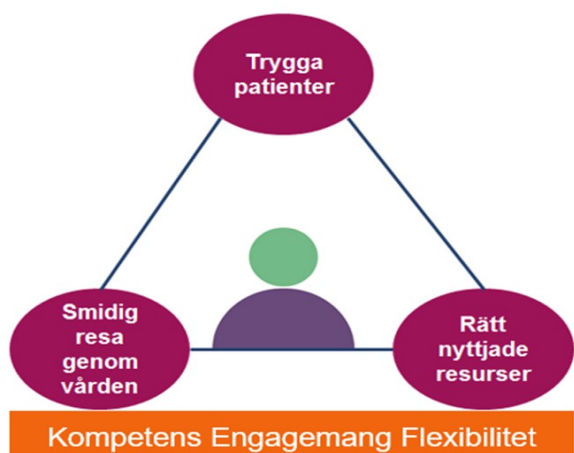 Trygga
patienter
Smidig
resa
genom
vården
Rätt
nyttjade
resurser
Kompetens Engagemang Flexibilitet